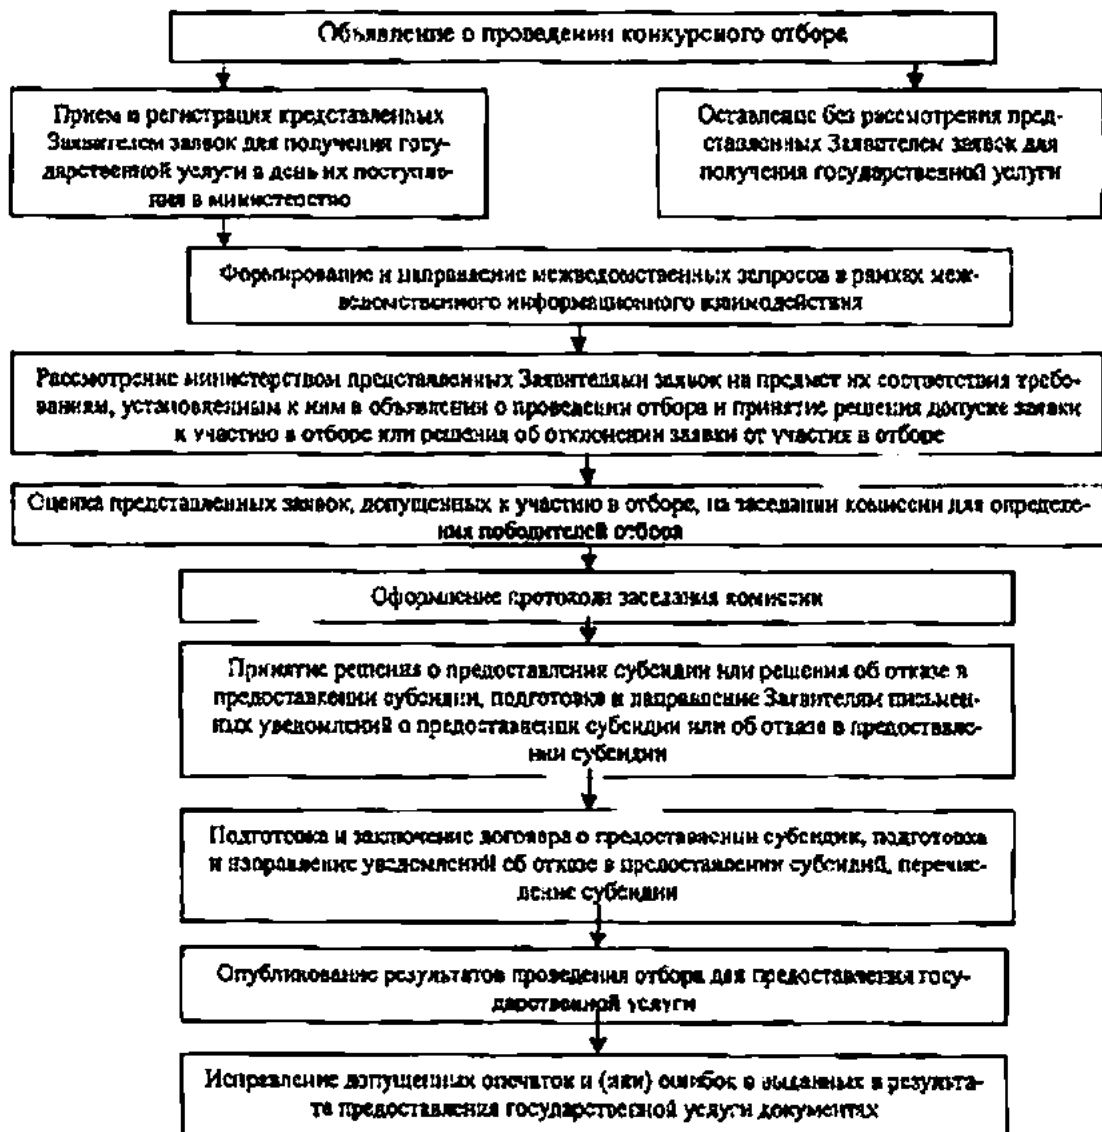 Объявление о проведении конкурсного отбора
Прием и регистрация представленных
Заявителем заявок для получения госу-
дарственной услуги в день их поступле-
ния в министерство
Оставление без рассмотрения пред-
ставленных Заявителем заявок для
получения государственной услуги
Формирование и направление межведомственных запросов в рамках меж-
ведомственного информационного взаимодействия
Рассмотрение министерством представленных Заявителями заявок на предмет их соответствия требо-
ваниям, установленным к ним в объявлении о проведении отбора и принятие решения допуске заявки
к участию в отборе или решения об отклонении заявки от участия в отборе
Оценка представленных заявок, допущенных к участию в отборе, на заседании комиссии для определе-
ния победителей отбора
Оформление протокола заседания комиссии
Принятие решения о предоставления субсидии или решения об отказе в
предоставлении субсидии, подготовка и направление Заявителям письмен-
ных уведомлений о предоставлении субсидии или об отказе в предоставле-
нии субсидии
Подготовка и заключение договора о предоставлении субсидии, подготовка
и направление уведомлений об отказе в предоставлении субсидий, перечис-
ление субсидии
Опубликование результатов проведения отбора для предоставления госу-
дарственной услуги
Исправление допущенных опечаток и (или) ошибок в выданных в результа-
те предоставления государственной услуги документах